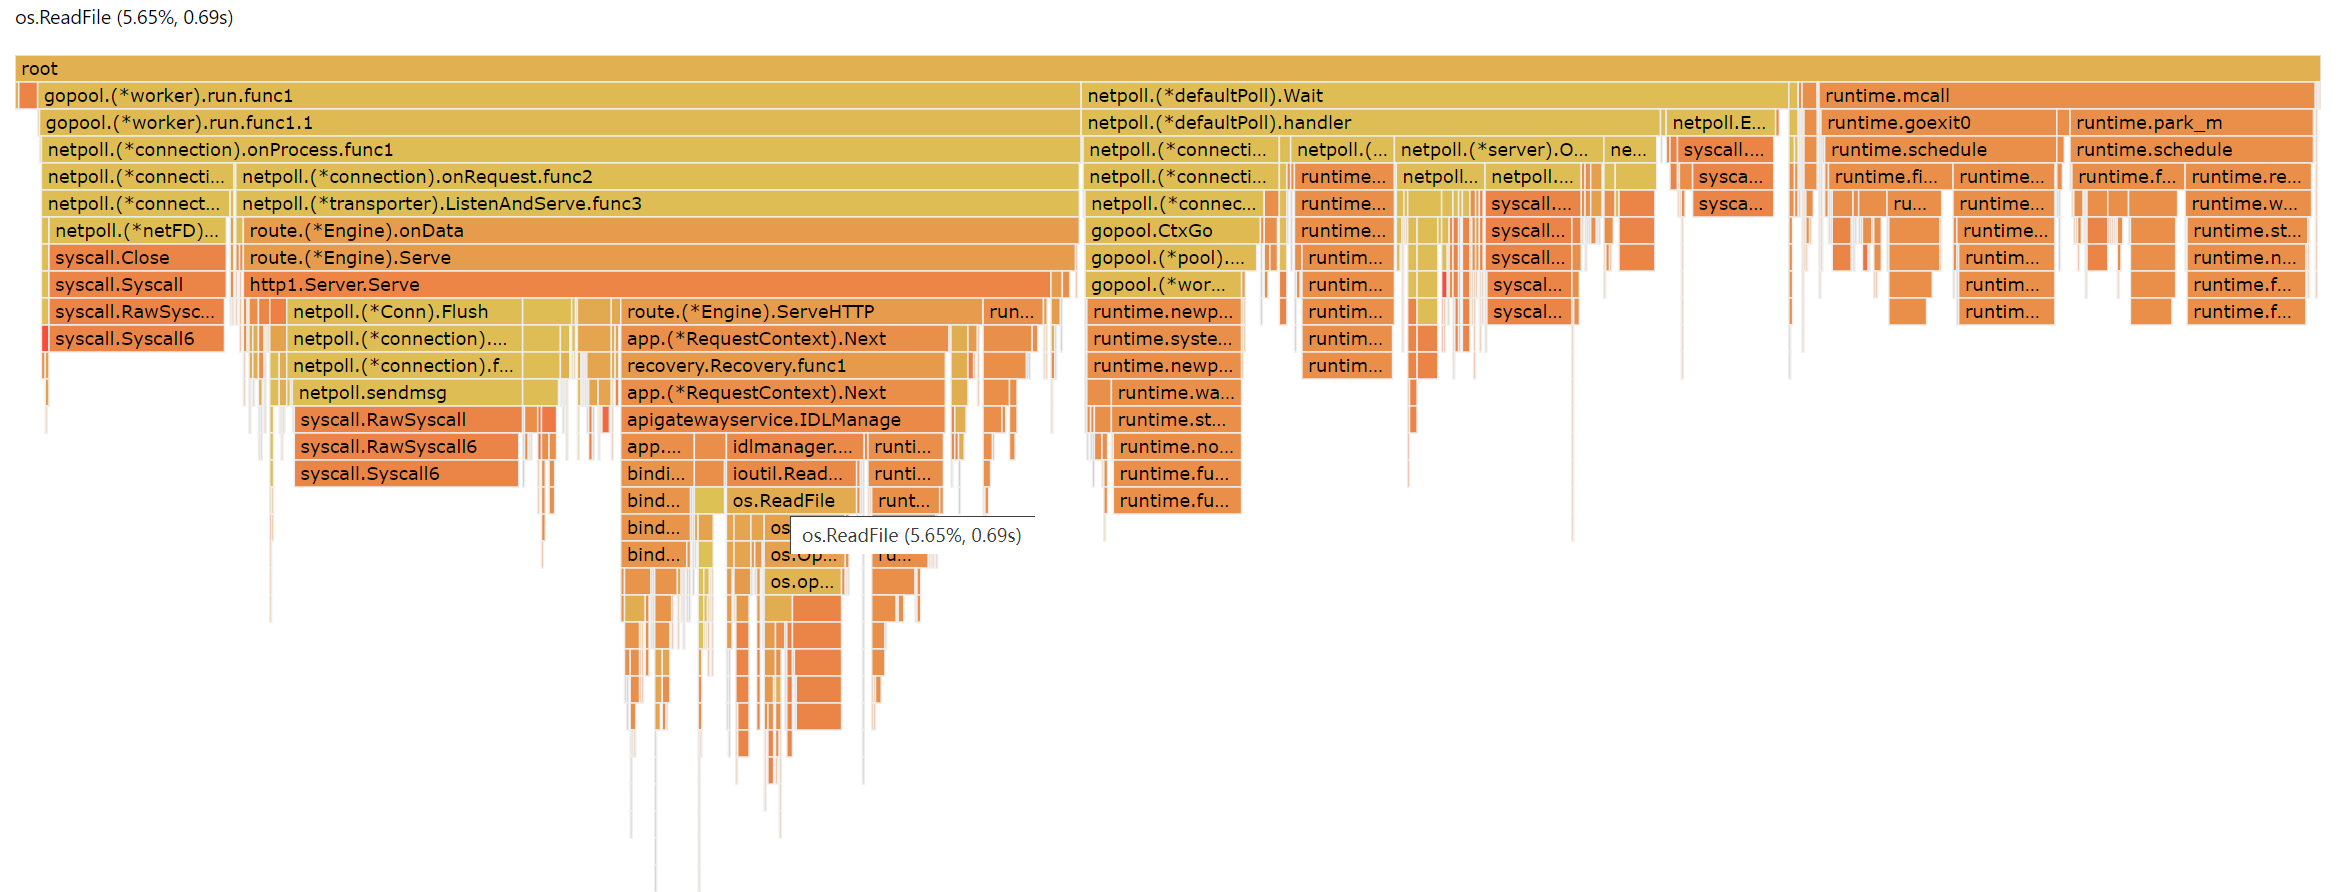 os.ReadFile (5.65%, 0.69s)
root
gopool.(*worker).run.func1 netpoll.(*defaultPoll).Wait runtime.mcall
gopool.(*worker).run.func1.1 netpoll.(*defaultPoll).handler netpoll.E... runtime.goexit0 runtime.park_m
netpoll.(*connection).onProcess.func1 netpoll.(*connecti... netpoll.(... netpoll.(*server).O... ne... syscall.... runtime.schedule runtime.schedule
netpoll.(*connecti... netpoll.(*connection).onRequest.func2 netpoll.(*connecti... runtime... netpoll... netpoll.... sysca... runtime.fi... runtime... runtime.f... runtime.re...
netpoll.(*connect... netpoll.(*transporter).ListenAndServe.func3 netpoll.(*connec... runtime... syscall.... sysca... ru... runtime... runtime.w...
netpoll.(*netFD)... route.(*Engine).onData gopool.CtxGo runtime... syscall... runtime... runtime.st...
syscall.Close route.(*Engine).Serve gopool.(*pool).... runtim... syscall... runtim... runtime.n...
syscall.Syscall http1.Server.Serve gopool.(*wor... runtim... syscal... runtim... runtime.f...
syscall.RawSysc... netpoll.(*Conn).Flush route.(*Engine).ServeHTTP run... runtime.newp... runtim... syscal... runtim... runtime.f...
syscall.Syscall6 netpoll.(*connection).... app.(*RequestContext).Next runtime.syste... runtim...
netpoll.(*connection).f... recovery.Recovery.func1 runtime.newp... runtim...
netpoll.sendmsg app.(*RequestContext).Next runtime.wa...
syscall.RawSyscall apigatewayservice.IDLManage runtime.st...
syscall.RawSyscall6 app.... idlmanager.... runti... runtime.no...
syscall.Syscall6 bindi... ioutil.Read... runti... runtime.fu...
bind... os.ReadFile runt... runtime.fu...
bind... os
os.ReadFile (5.65%, 0.69s)
bind... os.Op... ru...
os.op...